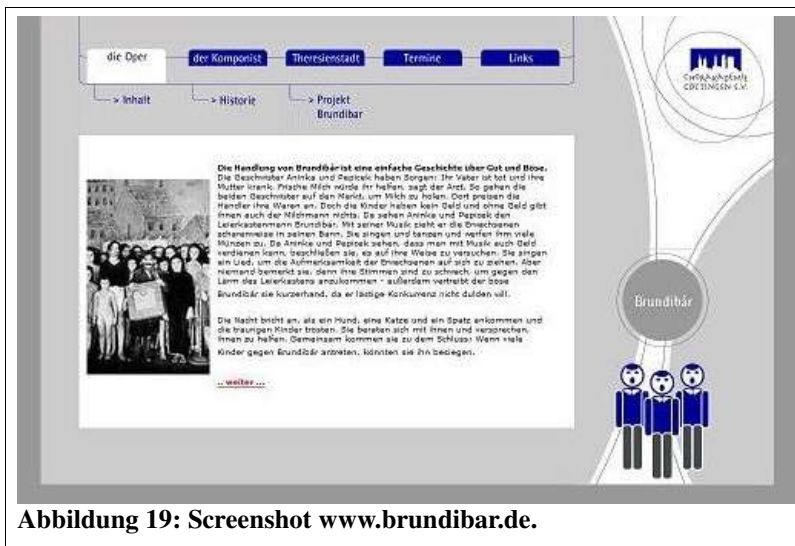 die Oper der Komponist Theresienstadt Termine Links
> Inhalt > Historie > Projekt
Brundibar
CHORAKADEMIE
GÖTTINGEN E.V.
Die Handlung von Brundibár ist eine einfache Geschichte über Gut und Böse.
Die Geschwister Aninka und Pepicek haben Sorgen: Ihr Vater ist tot und ihre
Mutter krank. Frische Milch würde ihr helfen, sagt der Arzt. So gehen die
beiden Geschwister auf den Markt, um Milch zu holen. Dort preisen die
Händler ihre Waren an. Doch die Kinder haben kein Geld und ohne Geld gibt
ihnen auch der Milchmann nichts. Da sehen Aninka und Pepicek den
Leierkastenmann Brundibár. Mit seiner Musik zieht er die Erwachsenen
scharenweise in seinen Bann. Sie singen und tanzen und werfen ihm viele
Münzen zu. Da Aninka und Pepicek sehen, dass man mit Musik auch Geld
verdienen kann, beschließen sie, es auf ihre Weise zu versuchen. Sie singen
ein Lied, um die Aufmerksamkeit der Erwachsenen auf sich zu ziehen. Aber
niemand bemerkt sie, denn ihre Stimmen sind zu schwach, um gegen den
Lärm des Leierkastens anzukommen - außerdem vertreibt der böse
Brundibár sie kurzerhand, da er lästige Konkurrenz nicht dulden will.
Die Nacht bricht an, als ein Hund, eine Katze und ein Spatz ankommen und
die traurigen Kinder trösten. Sie beraten sich mit ihnen und versprechen,
ihnen zu helfen. Gemeinsam kommen sie zu dem Schluss: Wenn viele
Kinder gegen Brundibár antreten, könnten sie ihn besiegen.
.. weiter ...
Brundibár
Abbildung 19: Screenshot www.brundibar.de.